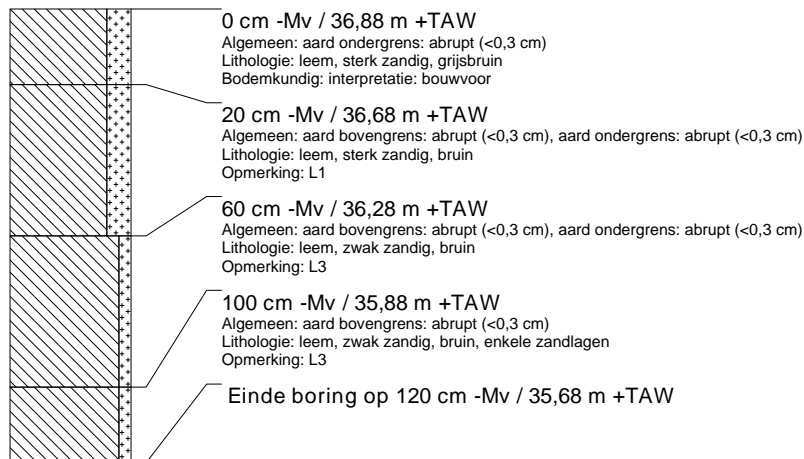 0 cm -Mv / 36,88 m +TAW
Algemeen: aard ondergrens: abrupt (<0,3 cm)
Lithologie: leem, sterk zandig, grijsbruin
Bodemkundig: interpretatie: bouwvoor
20 cm -Mv / 36,68 m +TAW
Algemeen: aard bovengrens: abrupt (<0,3 cm), aard ondergrens: abrupt (<0,3 cm)
Lithologie: leem, sterk zandig, bruin
Opmerking: L1
60 cm -Mv / 36,28 m +TAW
Algemeen: aard bovengrens: abrupt (<0,3 cm), aard ondergrens: abrupt (<0,3 cm)
Lithologie: leem, zwak zandig, bruin
Opmerking: L3
100 cm -Mv / 35,88 m +TAW
Algemeen: aard bovengrens: abrupt (<0,3 cm)
Lithologie: leem, zwak zandig, bruin, enkele zandlagen
Opmerking: L3
Einde boring op 120 cm -Mv / 35,68 m +TAW